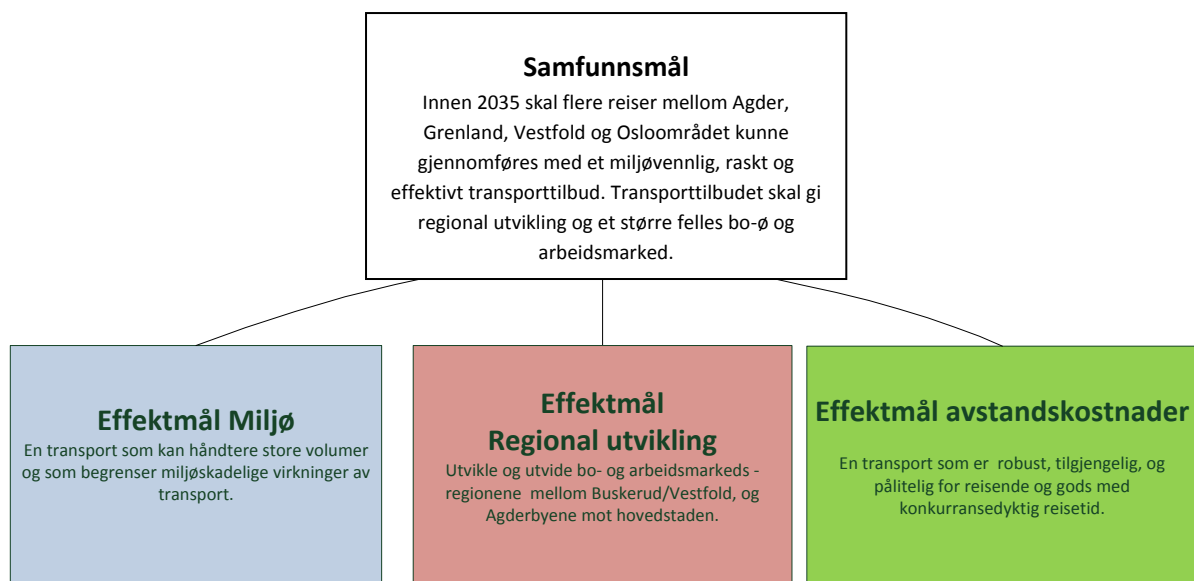 Samfunnsmål
Innen 2035 skal flere reiser mellom Agder,
Grenland, Vestfold og Osloområdet kunne
gjennomføres med et miljøvennlig, raskt og
effektivt transporttilbud. Transporttilbudet skal gi
regional utvikling og et større felles bo-ø og
arbeidsmarked.
Effektmål Miljø
En transport som kan håndtere store volumer
og som begrenser miljøskadelige virkninger av
transport.
Effektmål
Regional utvikling
Utvikle og utvide bo- og arbeidsmarkeds -
regionene mellom Buskerud/Vestfold, og
Agderbyene mot hovedstaden.
Effektmål avstandskostnader
En transport som er robust, tilgjengelig, og
pålitelig for reisende og gods med
konkurransedyktig reisetid.